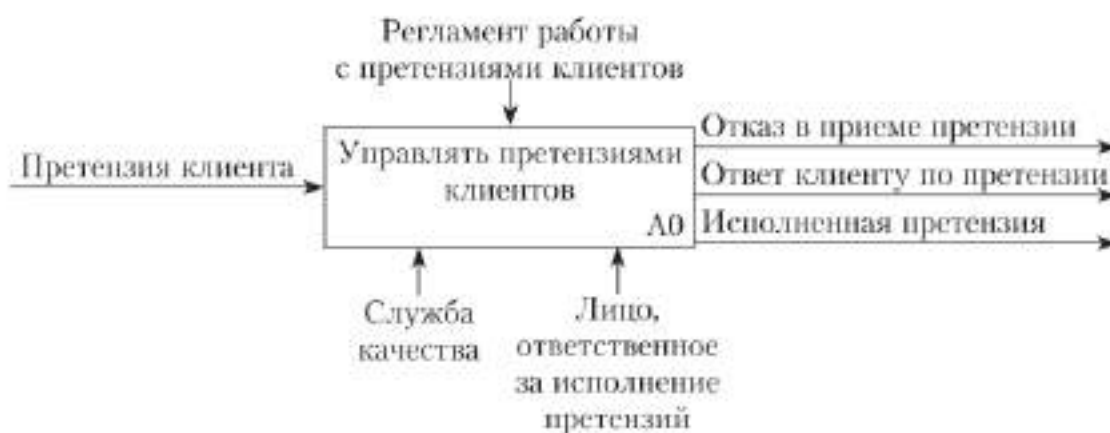 Регламент работы
с претензиями клиентов
Претензия клиента
Управлять претензиями
клиентов
А0
Отказ в приеме претензии
Ответ клиенту по претензии
Исполненная претензия
Служба
качества
Лицо,
ответственное
за исполнение
претензий